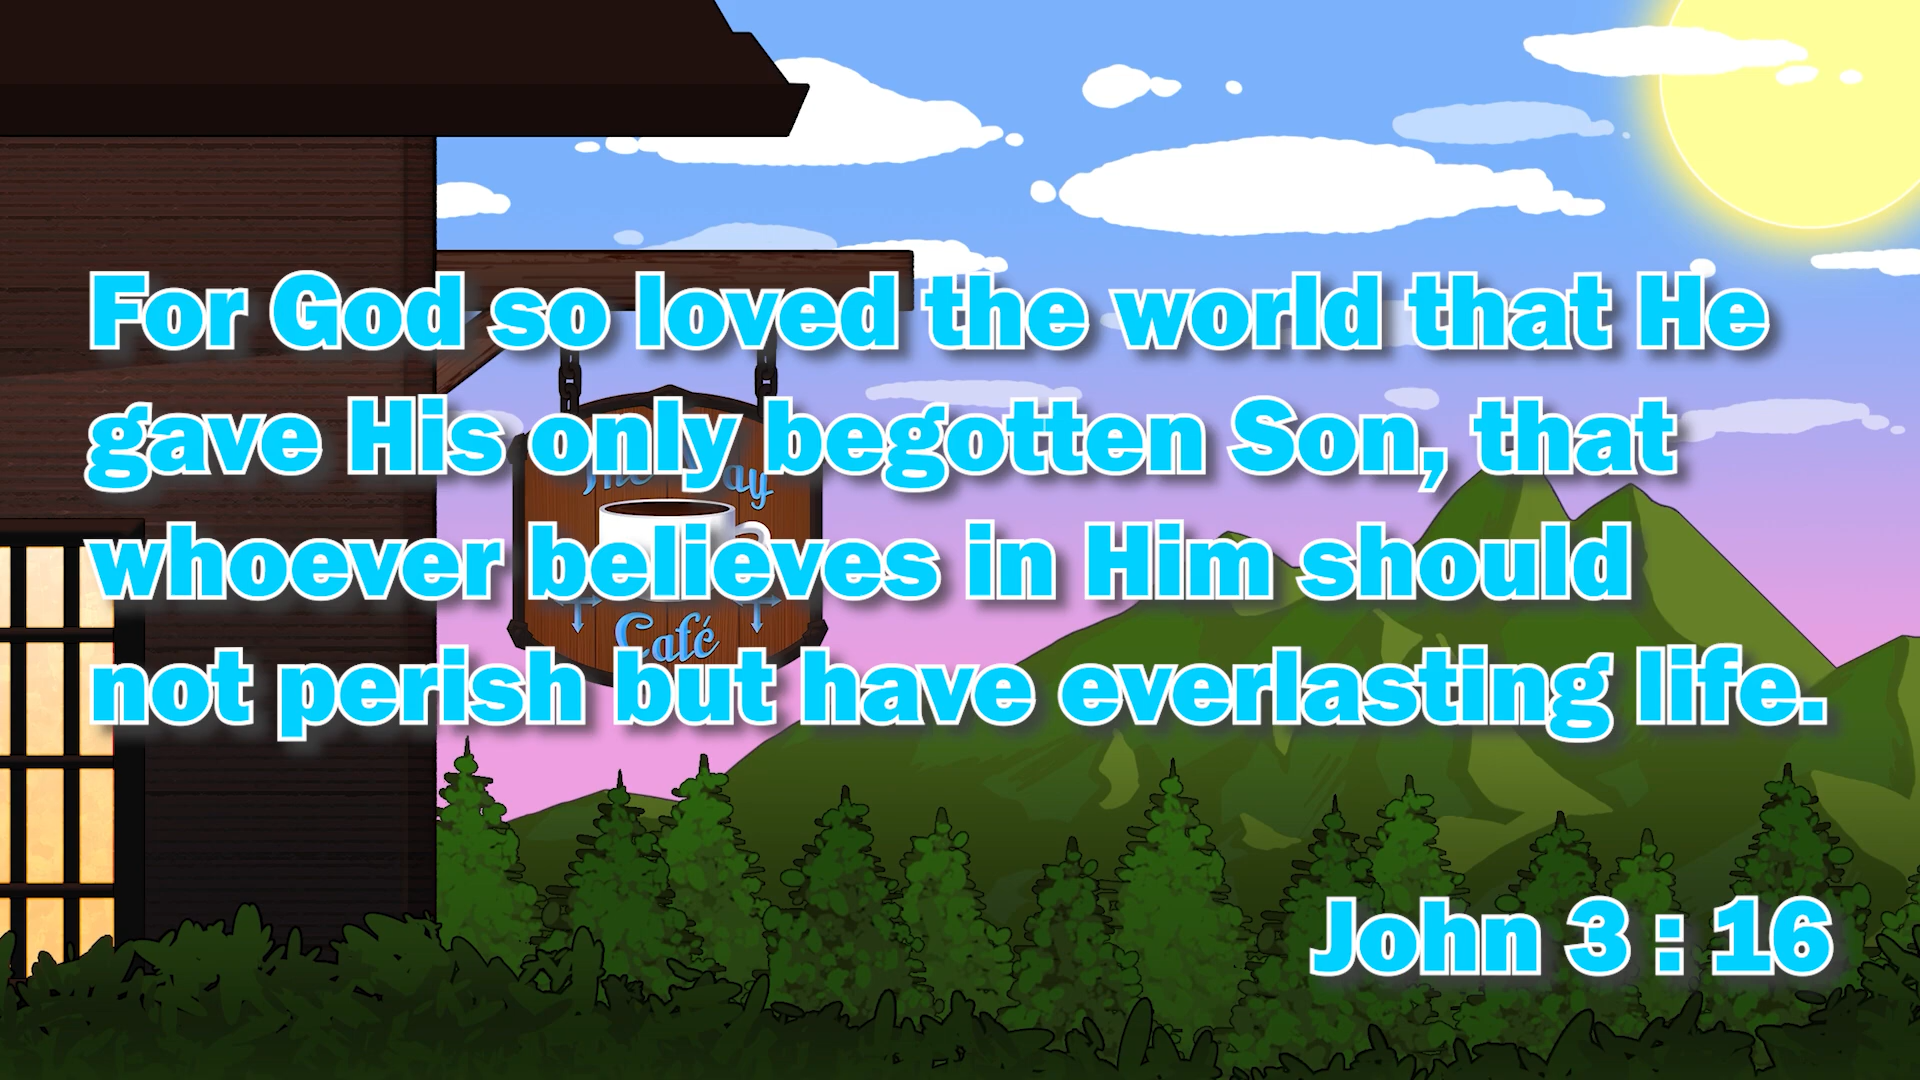 For God so loved the world that He
gave His only begotten Son, that
whoever believes in Him should
not perish but have everlasting life.
John 3 : 16
Café